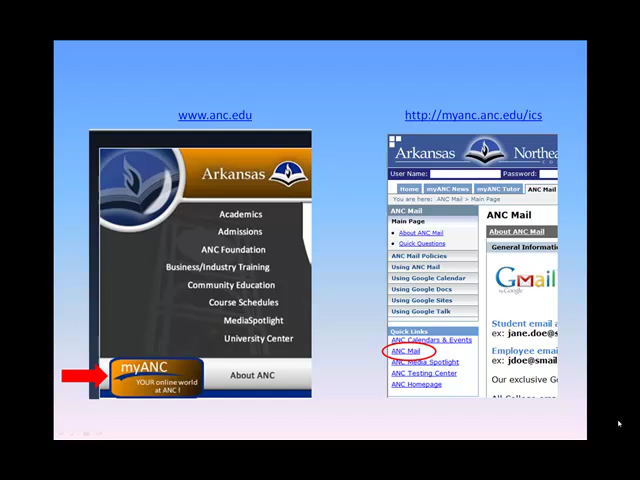 www.anc.edu
http://myanc.anc.edu/ics
Arkansas
Academics
Admissions
ANC Foundation
Business/Industry Training
Community Education
Course Schedules
MediaSpotlight
University Center
myANC
YOUR online world
at ANC !
About ANC
Arkansas Northea
User Name: Password:
Home myANC News myANC Tutor ANC Mail
You are here: ANC Mail > Main Page
ANC Mail
Main Page
About ANC Mail
Quick Questions
ANC Mail Policies
Using ANC Mail
Using Google Calendar
Using Google Docs
Using Google Sites
Using Google Talk
Quick Links
ANC Calendars & Events
ANC Mail
ANC Media Spotlight
ANC Testing Center
ANC Homepage
ANC Mail
About ANC Mail
General Informatio
Gmail
by Google
Student email a
ex: jane.doe@s
Employee emai
ex: jdoe@smail
Our exclusive G